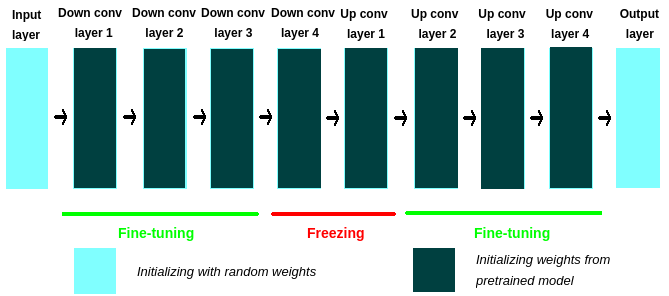 Input layer
Down conv layer 1
Down conv layer 2
Down conv layer 3
Down conv layer 4
Up conv layer 1
Up conv layer 2
Up conv layer 3
Up conv layer 4
Output layer
Fine-tuning
Freezing
Fine-tuning
Initializing with random weights
Initializing weights from
pretrained model